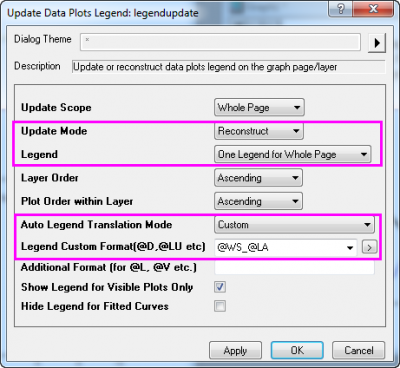 Update Data Plots Legend: legendupdate
Dialog Theme *
Description Update or reconstruct data plots legend on the graph page/layer
Update Scope Whole Page
Update Mode Reconstruct
Legend One Legend for Whole Page
Layer Order Ascending
Plot Order within Layer Ascending
Auto Legend Translation Mode Custom
Legend Custom Format(@D,@LU etc) @WS_@LA
Additional Format (for @L, @V etc.)
Show Legend for Visible Plots Only
Hide Legend for Fitted Curves
Apply OK Cancel